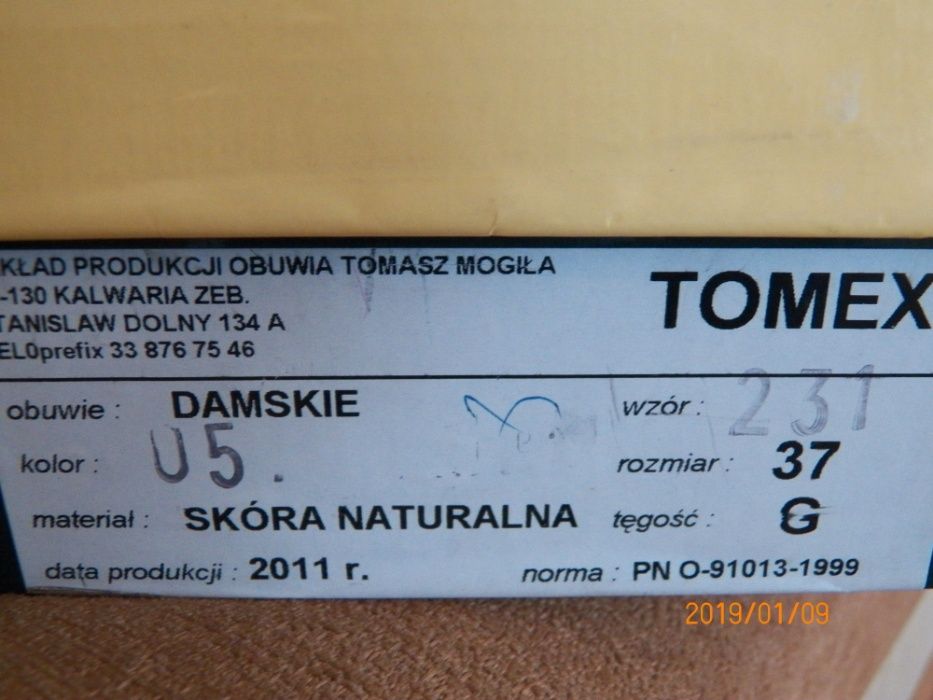 KŁAD PRODUKCJI OBUWIA TOMASZ MOGIŁA
-130 KALWARIA ZEB.
TANISLAW DOLNY 134 A
EL0prefix 33 876 75 46
TOMEX
obuwie : DAMSKIE
wzór : 231
kolor : 05.
rozmiar : 37
materiał : SKÓRA NATURALNA
tęgość : G
data produkcji : 2011 r.
norma : PN O-91013-1999
2019/01/09